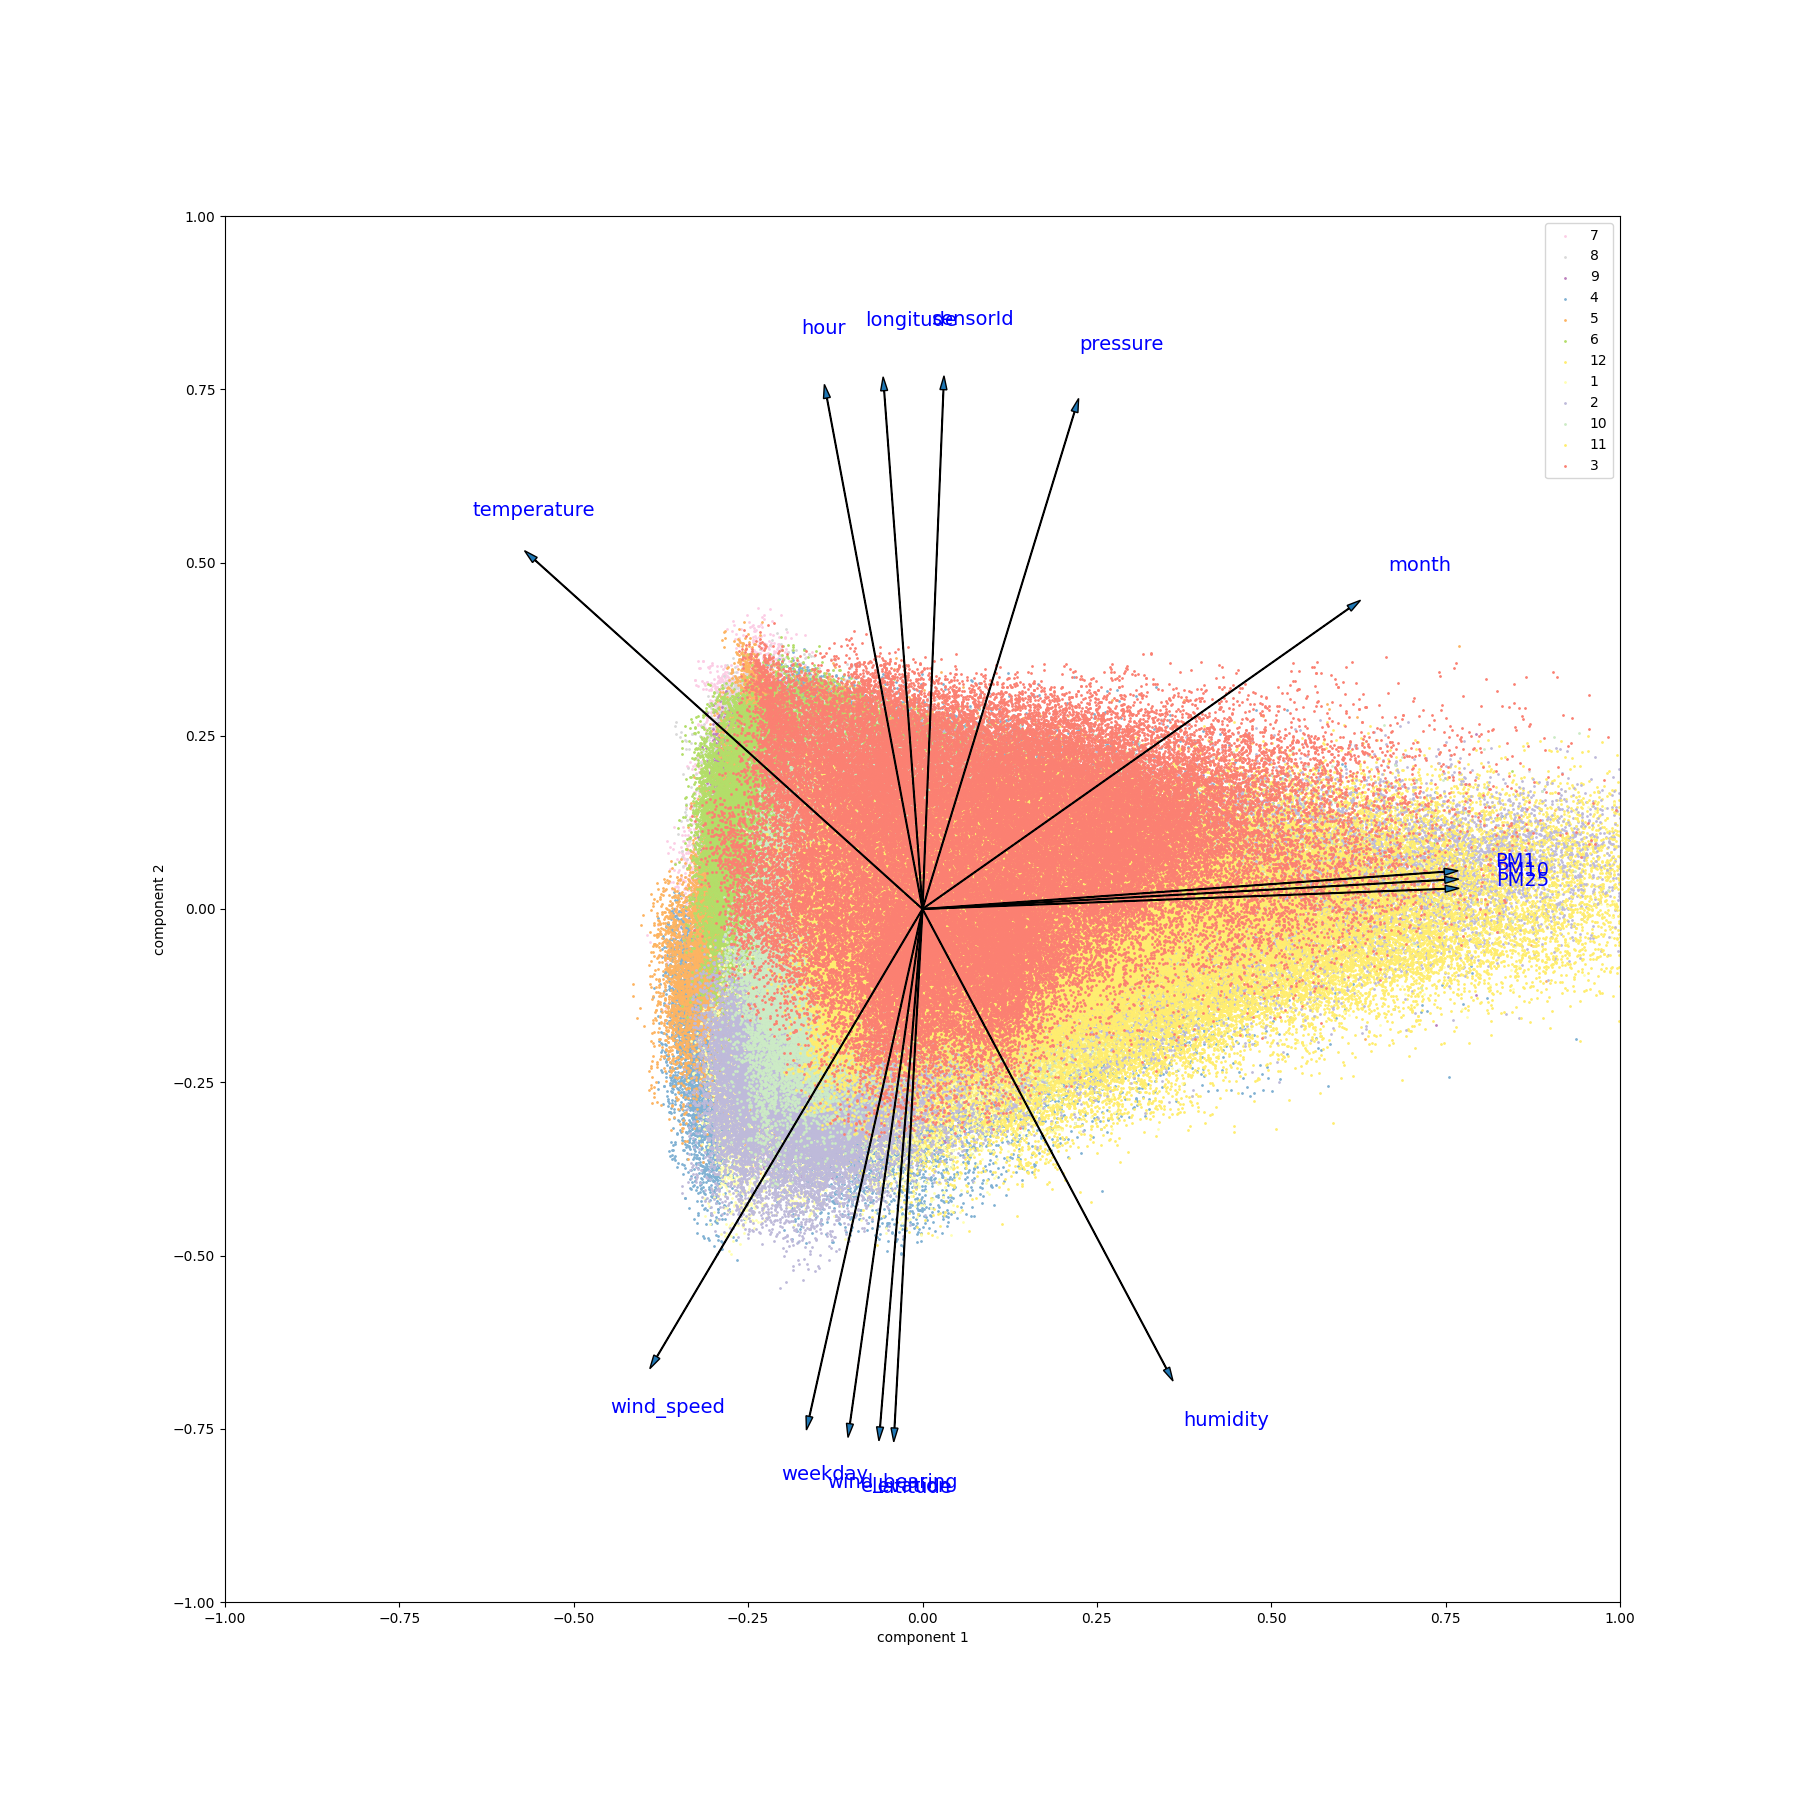 1.00
0.75
0.50
0.25
0.00
−0.25
−0.50
−0.75
−1.00
component 2
−1.00 −0.75 −0.50 −0.25 0.00 0.25 0.50 0.75 1.00
component 1
7
8
9
4
5
6
12
1
2
10
11
3
hour
longitude
sensorId
pressure
temperature
month
PM1
PM10
PM25
wind_speed
humidity
weekday
wind_bearing
Latitude